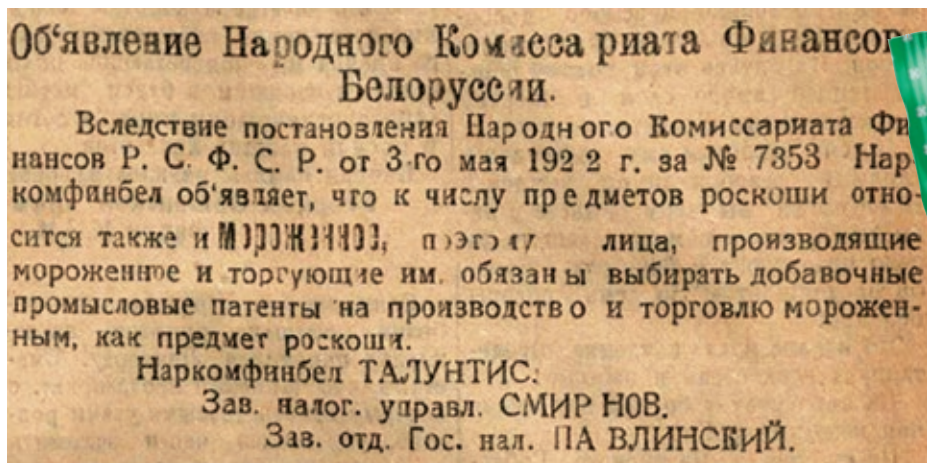 Об‘явление Народного Комиссариата Финансов
Белоруссии.
Вследствие постановления Народного Комиссариата Фи-
нансов Р. С. Ф. С. Р. от 3-го мая 1922 г. за № 7353 Нар-
комфинбел об‘являет, что к числу предметов роскоши отно-
сится также и МОРОЖЕННОЕ, поэтому лица, производящие
мороженное и торгующие им. обязаны выбирать добавочные
промысловые патенты на производство и торговлю морожен-
ным, как предмет роскоши.
Наркомфинбел ТАЛУНТИС.
Зав. налог. управл. СМИРНОВ.
Зав. отд. Гос. нал. ПАВЛИНСКИЙ.